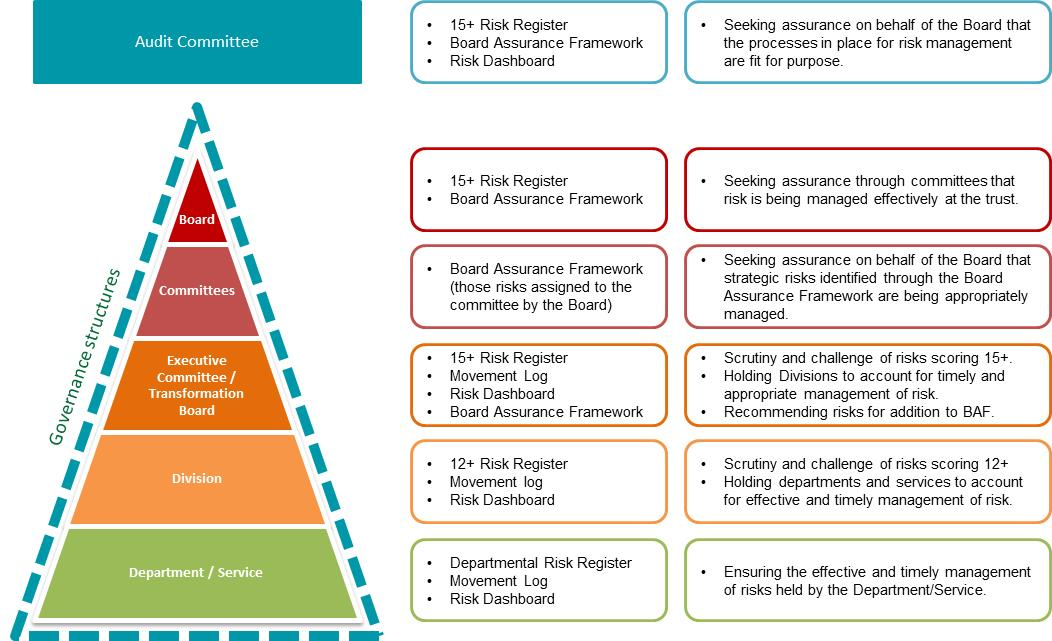 Audit Committee
• 15+ Risk Register
• Board Assurance Framework
• Risk Dashboard
• Seeking assurance on behalf of the Board that
the processes in place for risk management
are fit for purpose.
Governance structures
Board
• 15+ Risk Register
• Board Assurance Framework
• Seeking assurance through committees that
risk is being managed effectively at the trust.
Committees
• Board Assurance Framework
(those risks assigned to the
committee by the Board)
• Seeking assurance on behalf of the Board that
strategic risks identified through the Board
Assurance Framework are being appropriately
managed.
Executive
Committee /
Transformation
Board
• 15+ Risk Register
• Movement Log
• Risk Dashboard
• Board Assurance Framework
• Scrutiny and challenge of risks scoring 15+.
• Holding Divisions to account for timely and
appropriate management of risk.
• Recommending risks for addition to BAF.
Division
• 12+ Risk Register
• Movement log
• Risk Dashboard
• Scrutiny and challenge of risks scoring 12+
• Holding departments and services to account
for effective and timely management of risk.
Department / Service
• Departmental Risk Register
• Movement Log
• Risk Dashboard
• Ensuring the effective and timely management
of risks held by the Department/Service.